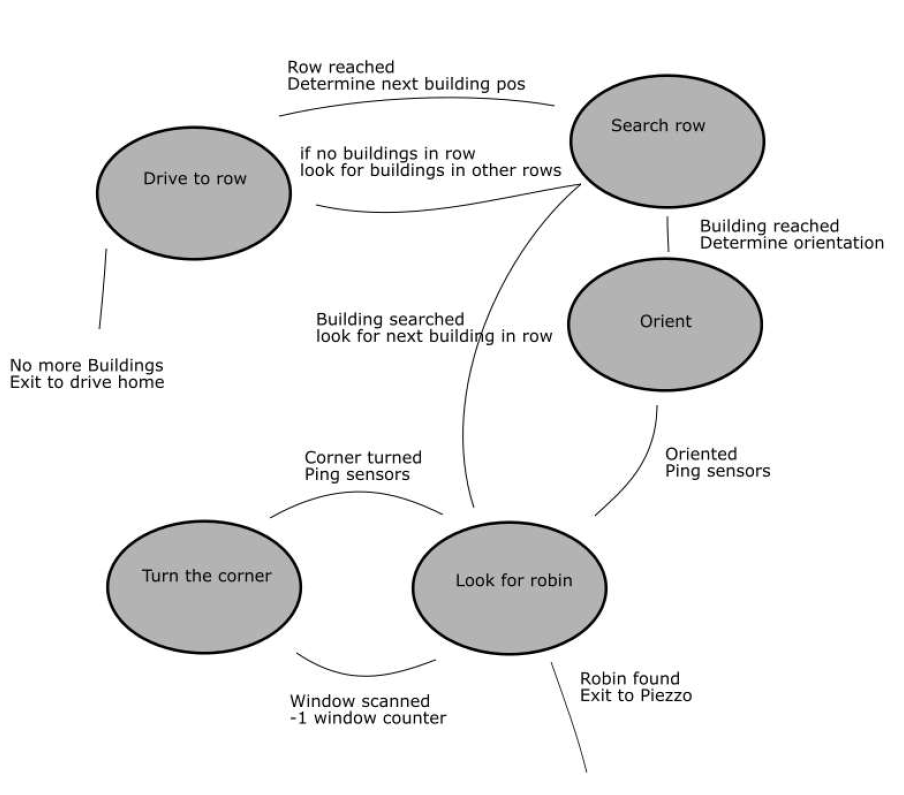 Row reached
Determine next building pos
Search row
if no buildings in row
look for buildings in other rows
Drive to row
Building reached
Determine orientation
Building searched
look for next building in row
Orient
No more Buildings
Exit to drive home
Corner turned
Ping sensors
Oriented
Ping sensors
Turn the corner
Look for robin
Window scanned
-1 window counter
Robin found
Exit to Piezzo